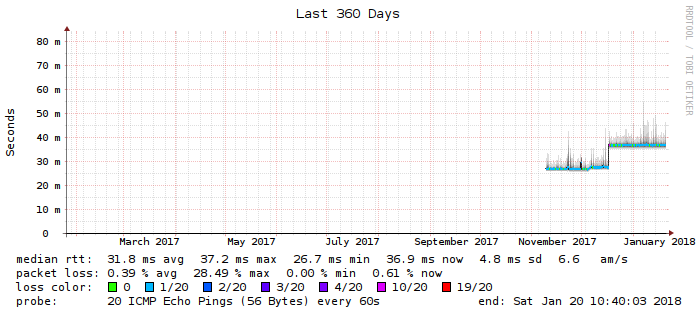 Last 360 Days
RRDTOOL / TOBI OETIKER
Seconds
80 m
70 m
60 m
50 m
40 m
30 m
20 m
10 m
0
March 2017 May 2017 July 2017 September 2017 November 2017 January 2018
median rtt: 31.8 ms avg 37.2 ms max 26.7 ms min 36.9 ms now 4.8 ms sd 6.6 am/s
packet loss: 0.39 % avg 28.49 % max 0.00 % min 0.61 % now
loss color: 0 1/20 2/20 3/20 4/20 10/20 19/20
probe: 20 ICMP Echo Pings (56 Bytes) every 60s end: Sat Jan 20 10:40:03 2018